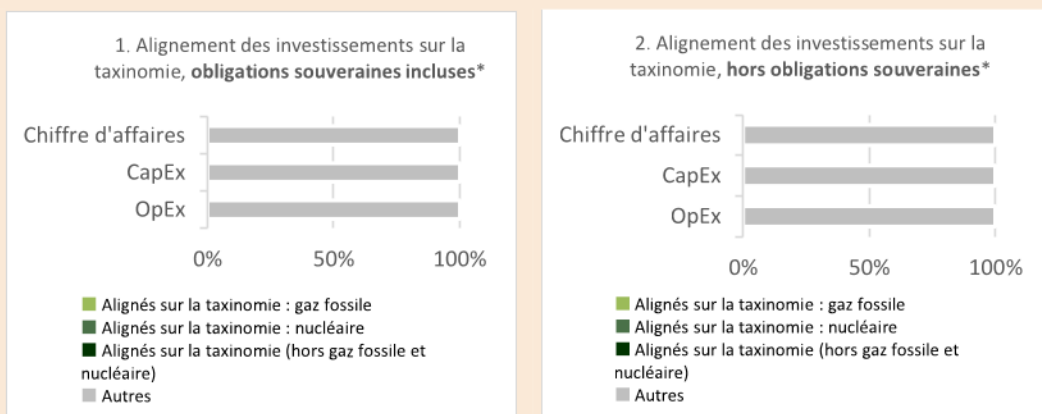 1. Alignement des investissements sur la
taxinomie, obligations souveraines incluses*
Chiffre d'affaires
CapEx
OpEx
0% 50% 100%
Alignés sur la taxinomie : gaz fossile
Alignés sur la taxinomie : nucléaire
Alignés sur la taxinomie (hors gaz fossile et
nucléaire)
Autres
2. Alignement des investissements sur la
taxinomie, hors obligations souveraines*
Chiffre d'affaires
CapEx
OpEx
0% 50% 100%
Alignés sur la taxinomie : gaz fossile
Alignés sur la taxinomie : nucléaire
Alignés sur la taxinomie (hors gaz fossile et
nucléaire)
Autres